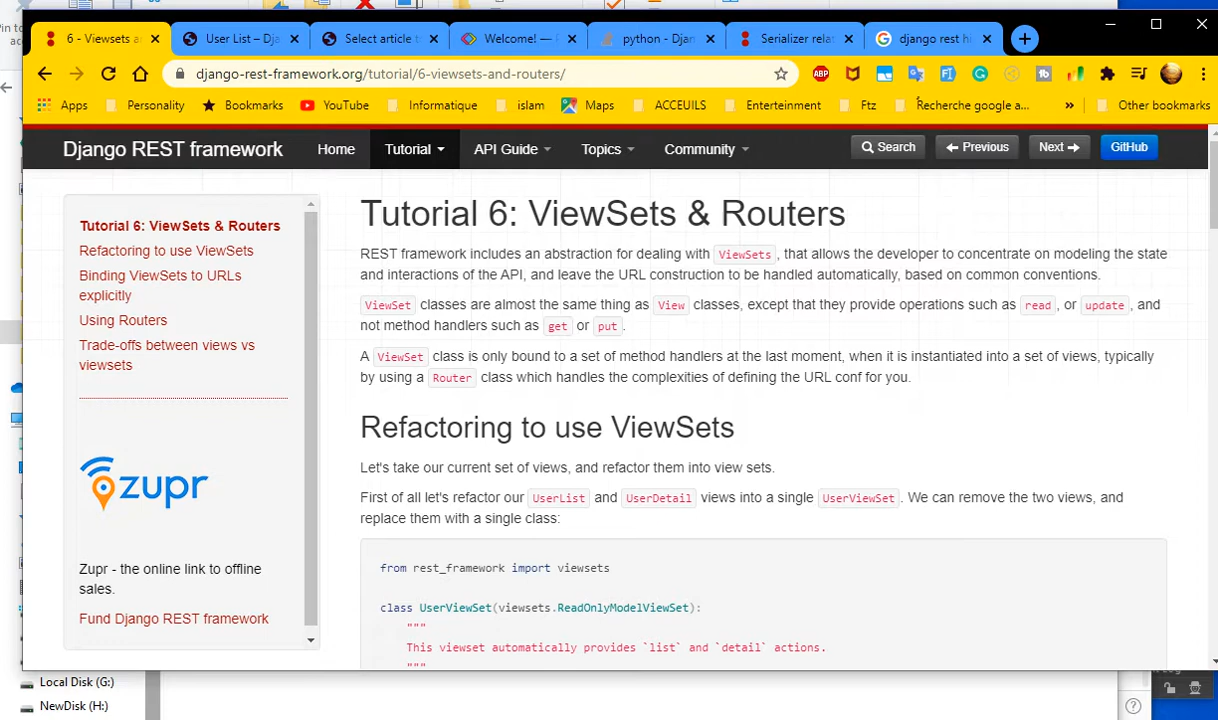 6 - Viewsets a
User List – Dja
Select article t
Welcome! —
python - Djan
Serializer relat
django rest h
django-rest-framework.org/tutorial/6-viewsets-and-routers/
ABP
Apps
Personality
Bookmarks
YouTube
Informatique
islam
Maps
ACCEUILS
Enterteinment
Ftz
Recherche google a...
»
Other bookmarks
Django REST framework
Home
Tutorial
API Guide
Topics
Community
Search
Previous
Next
GitHub
Tutorial 6: ViewSets & Routers
Refactoring to use ViewSets
Binding ViewSets to URLs
explicitly
Using Routers
Trade-offs between views vs
viewsets
zupr
Zupr - the online link to offline
sales.
Fund Django REST framework
Tutorial 6: ViewSets & Routers
REST framework includes an abstraction for dealing with ViewSets, that allows the developer to concentrate on modeling the state
and interactions of the API, and leave the URL construction to be handled automatically, based on common conventions.
ViewSet classes are almost the same thing as View classes, except that they provide operations such as read, or update, and
not method handlers such as get or put.
A ViewSet class is only bound to a set of method handlers at the last moment, when it is instantiated into a set of views, typically
by using a Router class which handles the complexities of defining the URL conf for you.
Refactoring to use ViewSets
Let's take our current set of views, and refactor them into view sets.
First of all let's refactor our UserList and UserDetail views into a single UserViewSet. We can remove the two views, and
replace them with a single class:
from rest_framework import viewsets
class UserViewSet(viewsets.ReadOnlyModelViewSet):
"""
This viewset automatically provides `list` and `detail` actions.
"""
Local Disk (G:)
NewDisk (H:)